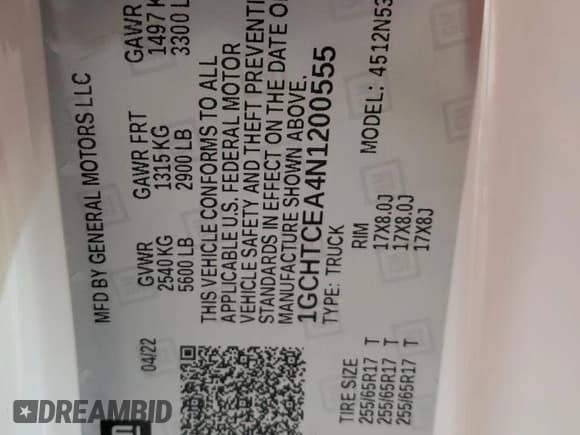 MFD BY GENERAL MOTORS LLC
04/22
GVWR GAWR FRT GAWR
2540 KG 1315 KG 1497 K
5600 LB 2900 LB 3300 L
THIS VEHICLE CONFORMS TO ALL
APPLICABLE U.S. FEDERAL MOTOR
VEHICLE SAFETY AND THEFT PREVENTI
STANDARDS IN EFFECT ON THE DATE O
MANUFACTURE SHOWN ABOVE.
1GCHTCEA4N1200555
TYPE: TRUCK MODEL: 4512N53
TIRE SIZE RIM
255/65R17 T 17X8.0J
255/65R17 T 17X8.0J
255/65R17 T 17X8J
DREAMBID